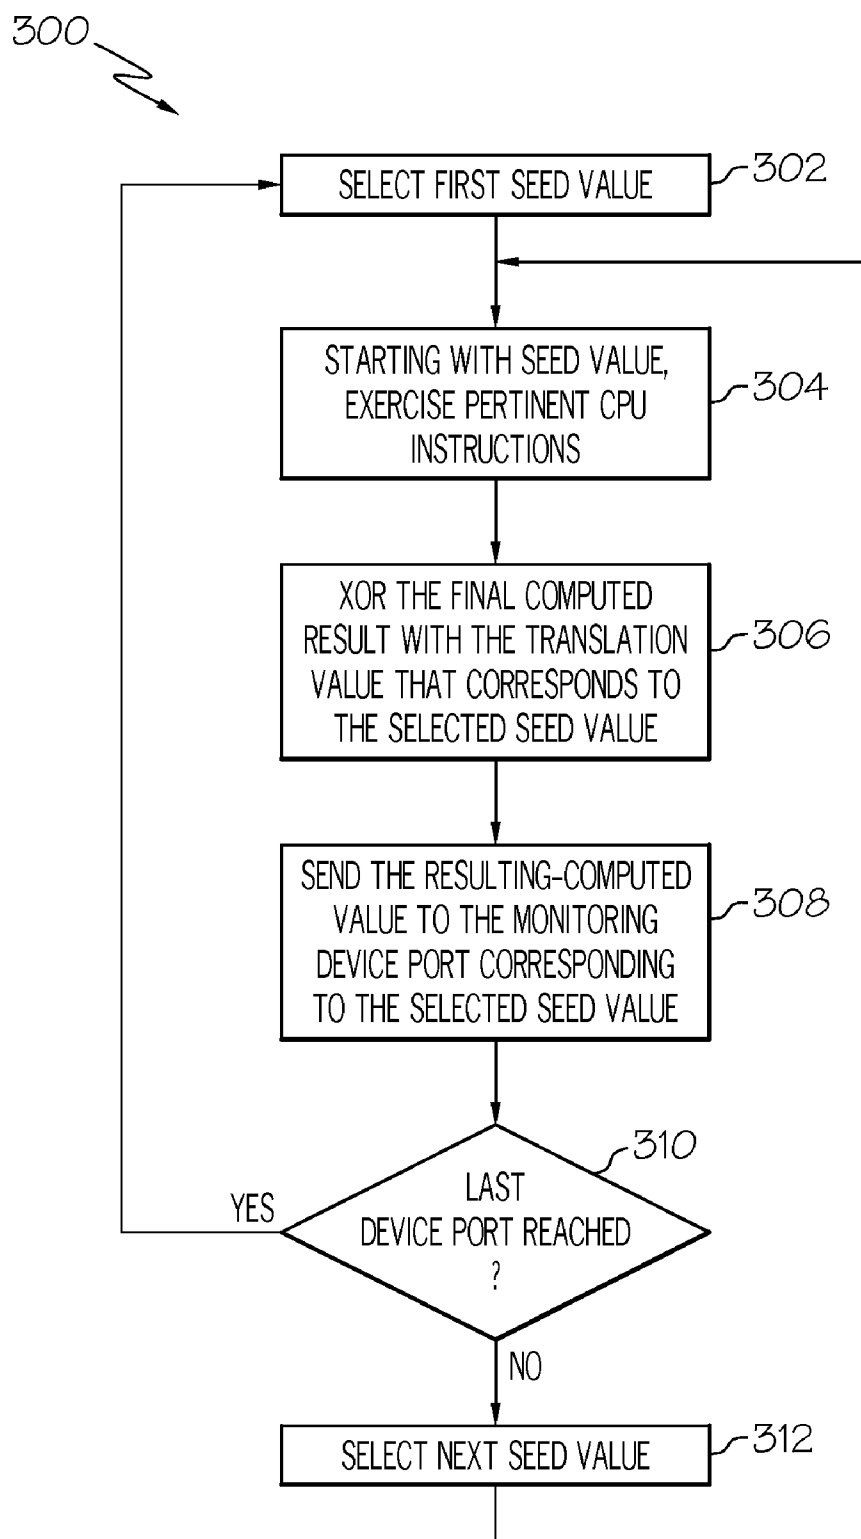 300
SELECT FIRST SEED VALUE
302
STARTING WITH SEED VALUE,
EXERCISE PERTINENT CPU
INSTRUCTIONS
304
XOR THE FINAL COMPUTED
RESULT WITH THE TRANSLATION
VALUE THAT CORRESPONDS TO
THE SELECTED SEED VALUE
306
SEND THE RESULTING-COMPUTED
VALUE TO THE MONITORING
DEVICE PORT CORRESPONDING
TO THE SELECTED SEED VALUE
308
310
LAST
DEVICE PORT REACHED
?
YES
NO
SELECT NEXT SEED VALUE
312